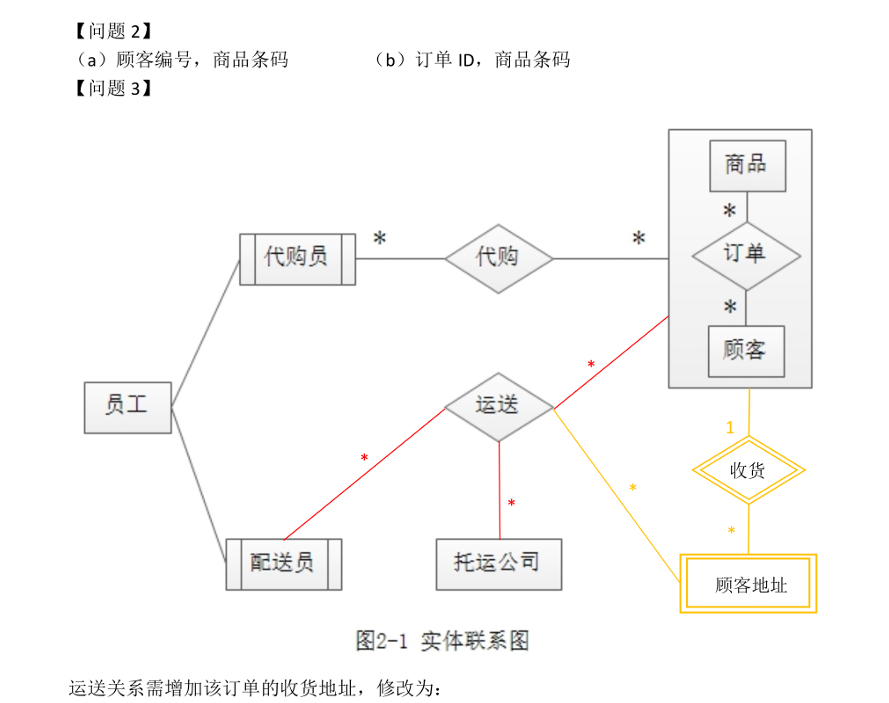 【问题2】
（a）顾客编号，商品条码 （b）订单ID，商品条码
【问题3】
商品
*
代购员
*
代购
*
订单
*
顾客
*
员工
运送
*
1
收货
*
*
*
配送员
托运公司
顾客地址
图2-1 实体联系图
运送关系需增加该订单的收货地址，修改为：